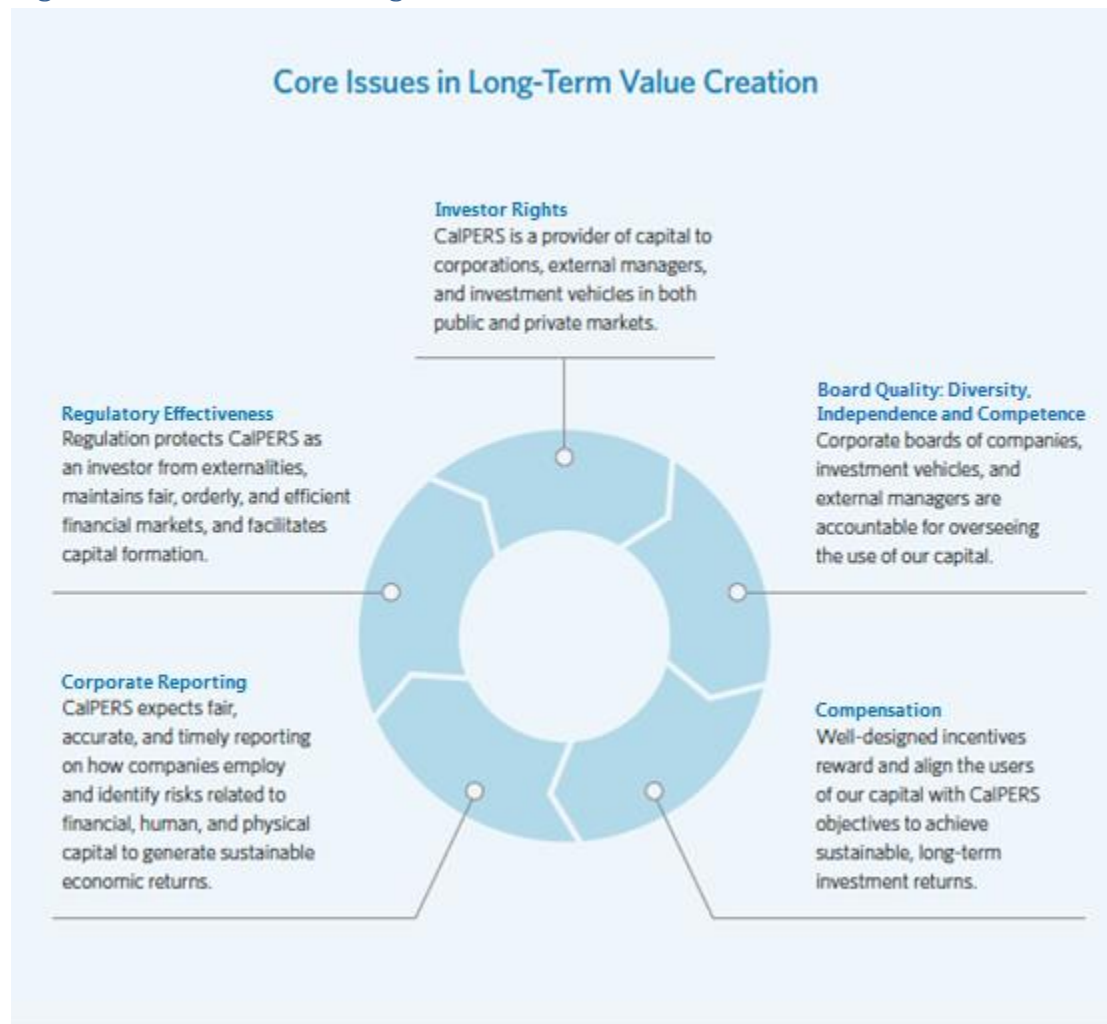 Core Issues in Long-Term Value Creation
Investor Rights
CalPERS is a provider of capital to
corporations, external managers,
and investment vehicles in both
public and private markets.
Board Quality: Diversity,
Independence and Competence
Corporate boards of companies,
investment vehicles, and
external managers are
accountable for overseeing
the use of our capital.
Compensation
Well-designed incentives
reward and align the users
of our capital with CalPERS
objectives to achieve
sustainable, long-term
investment returns.
Corporate Reporting
CalPERS expects fair,
accurate, and timely reporting
on how companies employ
and identify risks related to
financial, human, and physical
capital to generate sustainable
economic returns.
Regulatory Effectiveness
Regulation protects CalPERS as
an investor from externalities,
maintains fair, orderly, and efficient
financial markets, and facilitates
capital formation.